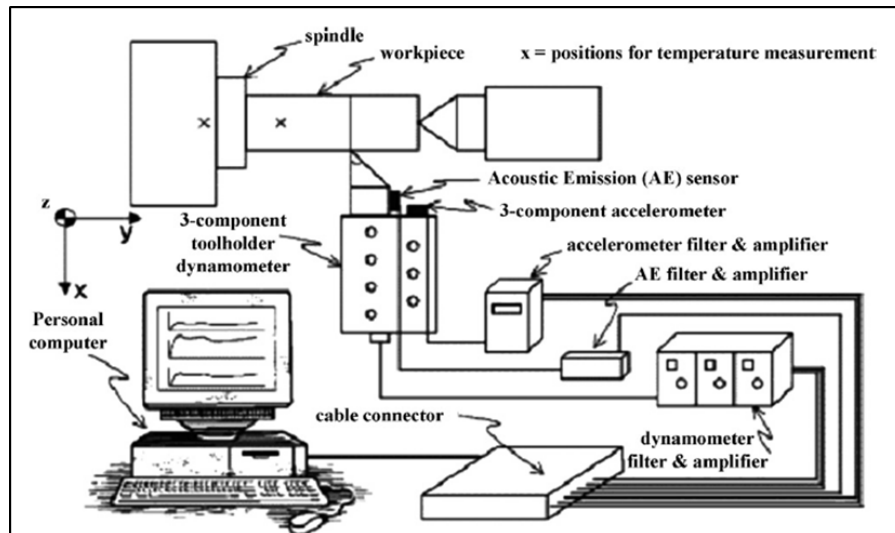 spindle
workpiece
x = positions for temperature measurement
x
x
Acoustic Emission (AE) sensor
3-component accelerometer
z
y
x
3-component
toolholder
dynamometer
accelerometer filter & amplifier
AE filter & amplifier
Personal
computer
cable connector
dynamometer
filter & amplifier